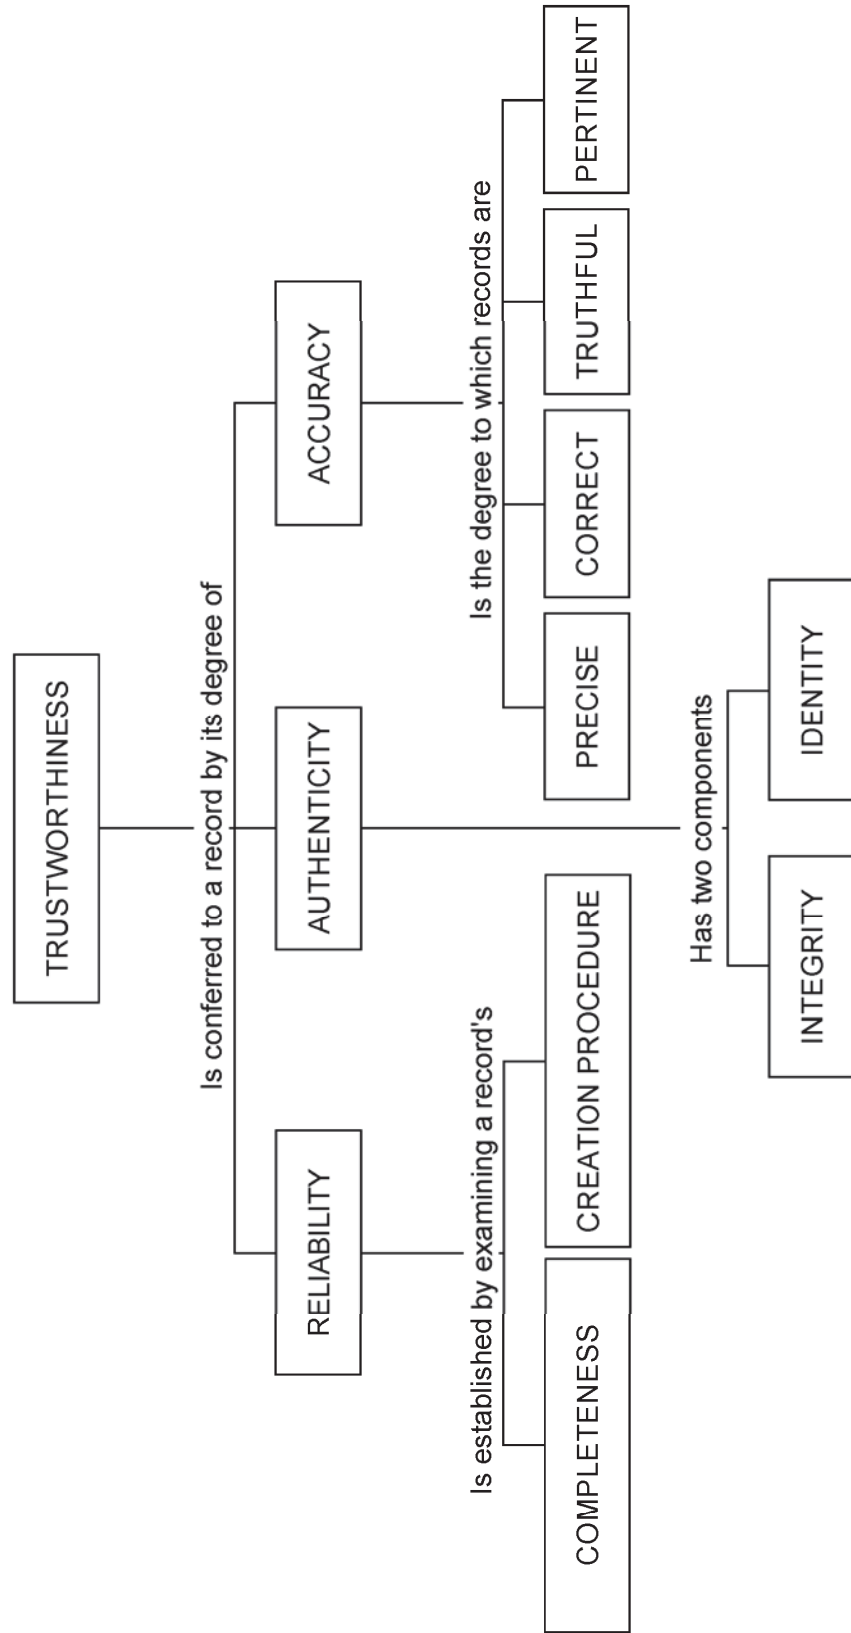 TRUSTWORTHINESS
Is conferred to a record by its degree of
RELIABILITY
AUTHENTICITY
ACCURACY
Is established by examining a record's
Is the degree to which records are
COMPLETENESS
CREATION PROCEDURE
PRECISE
CORRECT
TRUTHFUL
PERTINENT
Has two components
INTEGRITY
IDENTITY